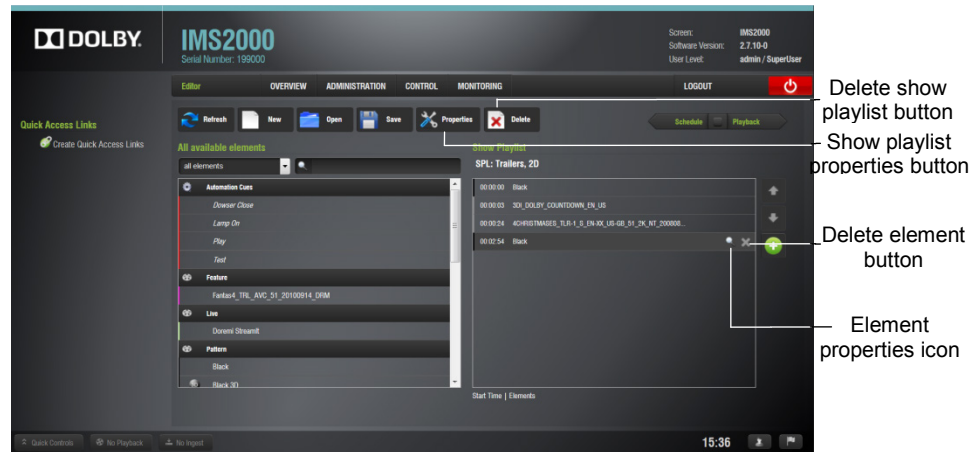 DOLBY.
IMS2000
Serial Number: 199000
Screen: IMS2000
Software Version: 2.7.10-0
User Level: admin / SuperUser
Editor OVERVIEW ADMINISTRATION CONTROL MONITORING LOGOUT
Quick Access Links
Create Quick Access Links
Refresh New Open Save Properties Delete
Schedule Playback
All available elements
all elements
Automation Cues
Dowser Close
Lamp On
Play
Test
Feature
Fantas4_TRL_AVC_51_20100914_DRM
Live
Doremi StreamIt
Pattern
Black
Black 3D
Show Playlist
SPL: Trailers, 2D
00:00:00 Black
00:00:03 3DI_DOLBY_COUNTDOWN_EN_US
00:00:24 4CHRISTMASES_TLR-1_S_EN-XX_US-GB_51_2K_NT_200808...
00:02:54 Black
Start Time | Elements
Quick Controls No Playback No Ingest
15:36
Delete show
playlist button
Show playlist
properties button
Delete element
button
Element
properties icon